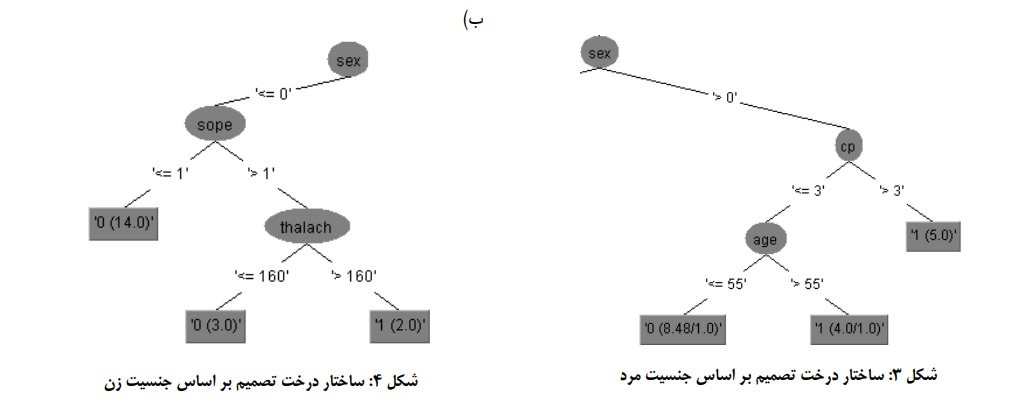 ب)
sex
'> 0'
cp
'<= 3'
'> 3'
age
'1 (5.0)'
'<= 55'
'> 55'
'0 (8.48/1.0)'
'1 (4.0/1.0)'
شکل ۳: ساختار درخت تصمیم بر اساس جنسیت مرد
sex
'<= 0'
sope
'<= 1'
'> 1'
'0 (14.0)'
thalach
'<= 160'
'> 160'
'0 (3.0)'
'1 (2.0)'
شکل ۴: ساختار درخت تصمیم بر اساس جنسیت زن